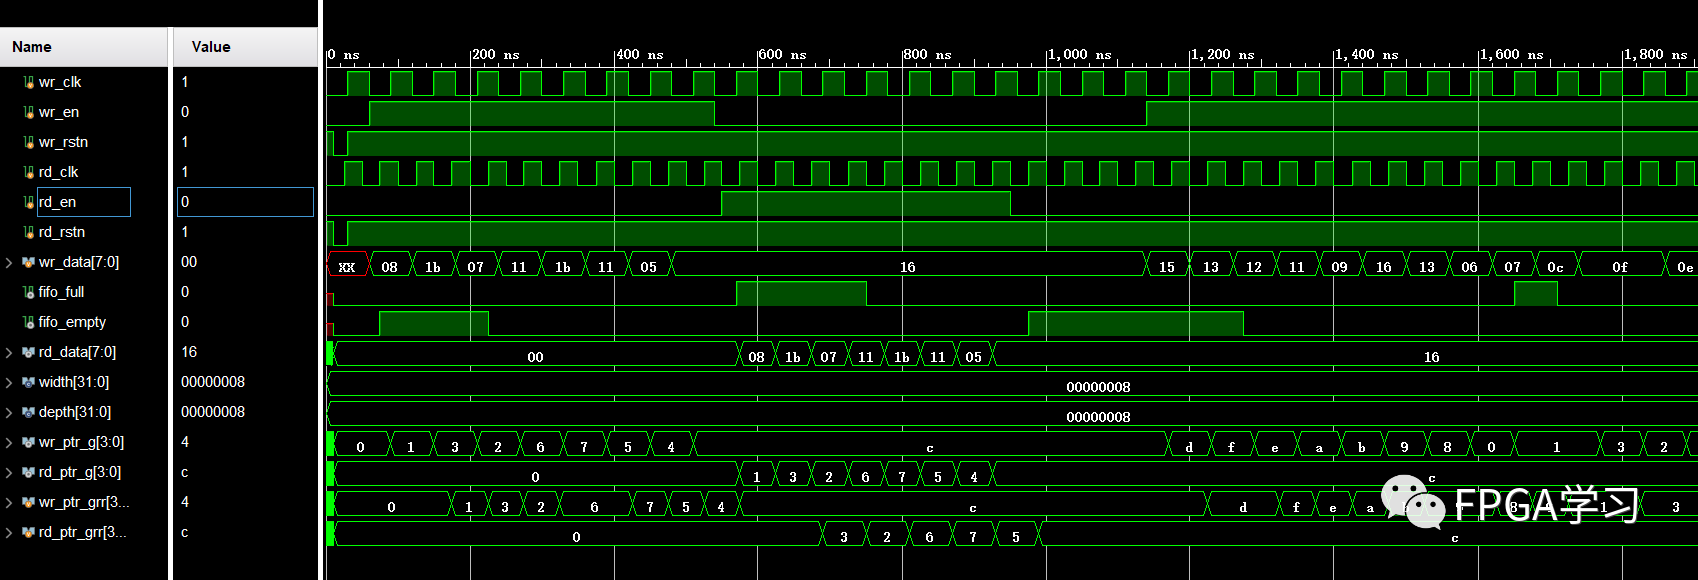 Name Value
0 ns 200 ns 400 ns 600 ns 800 ns 1,000 ns 1,200 ns 1,400 ns 1,600 ns 1,800 ns
wr_clk 1
wr_en 0
wr_rstn 1
rd_clk 1
rd_en 0
rd_rstn 1
wr_data[7:0] 00 XX 08 1b 07 11 1b 11 05 16 15 13 12 11 09 16 13 06 07 0c 0f 0e
fifo_full 0
fifo_empty 0
rd_data[7:0] 16 00 08 1b 07 11 1b 11 05 16
width[31:0] 00000008 00000008
depth[31:0] 00000008 00000008
wr_ptr_g[3:0] 4 0 1 3 2 6 7 5 4 c d f e a b 9 8 0 1 3 2
rd_ptr_g[3:0] c 0 1 3 2 6 7 5 4 c
wr_ptr_grr[3... 4 0 1 3 2 6 7 5 4 c d f e a 1 3
rd_ptr_grr[3... c 0 3 2 6 7 5 c
FPGA学习